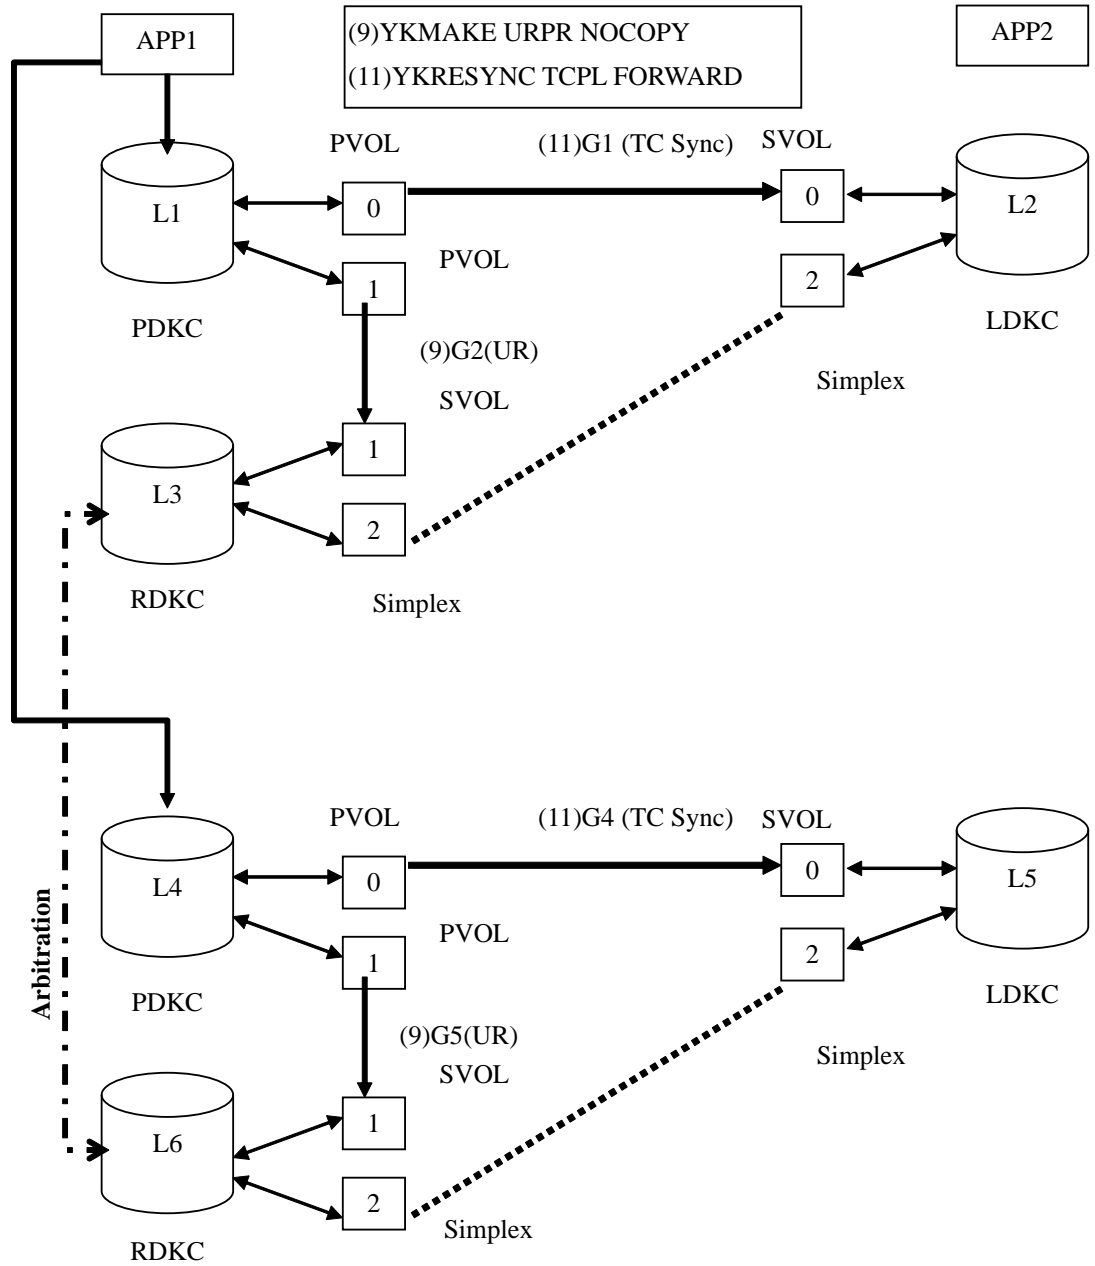 APP1
(9)YKMAKE URPR NOCOPY
(11)YKRESYNC TCPL FORWARD
APP2
PVOL
(11)G1 (TC Sync)
SVOL
L1
0
0
L2
PVOL
1
2
PDKC
LDKC
(9)G2(UR)
Simplex
SVOL
1
L3
2
RDKC
Simplex
PVOL
(11)G4 (TC Sync)
SVOL
L4
0
0
L5
PVOL
1
2
Arbitration
PDKC
LDKC
(9)G5(UR)
Simplex
SVOL
1
L6
2
Simplex
RDKC